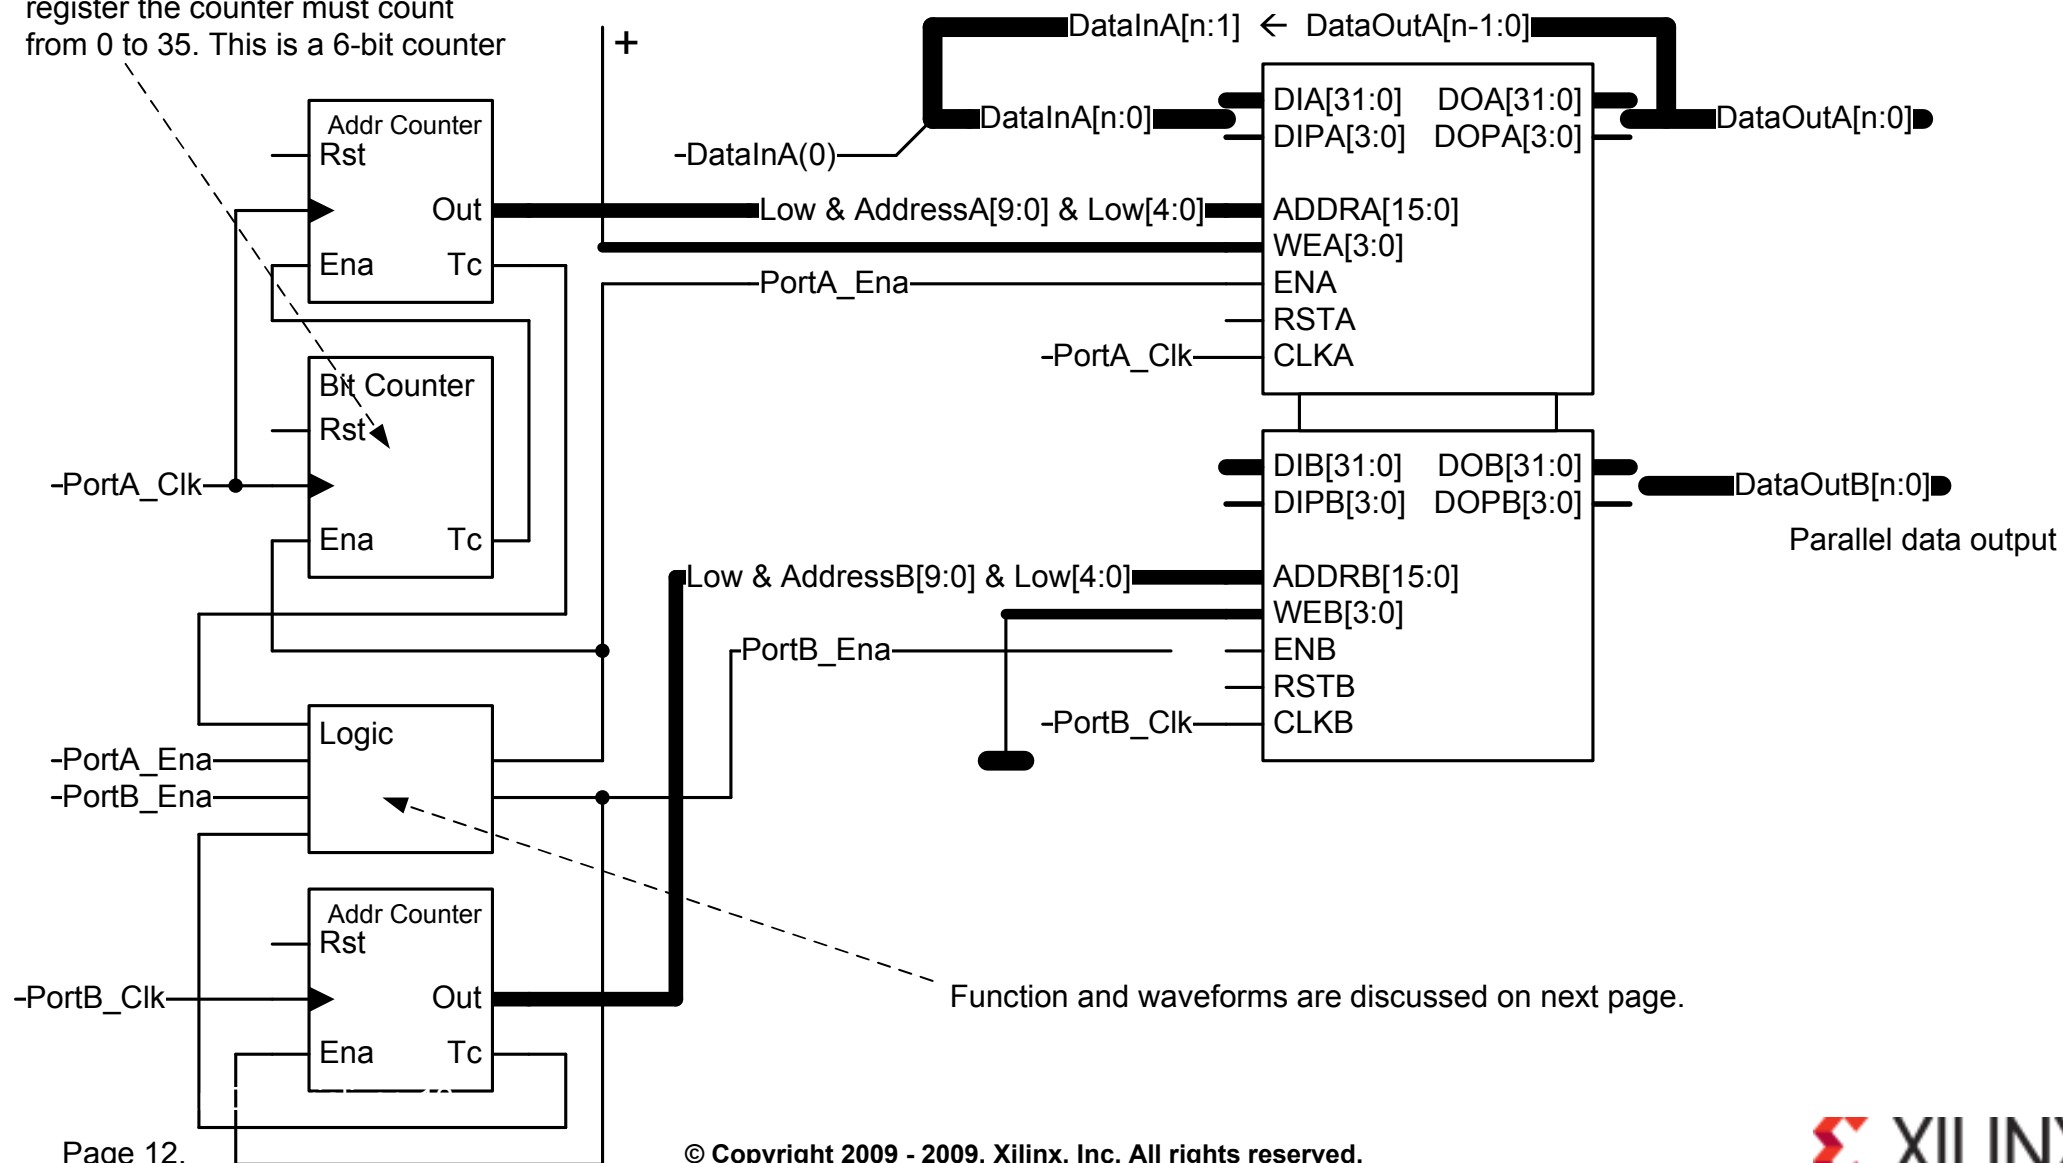 register the counter must count
from 0 to 35. This is a 6-bit counter
+
DataInA[n:1] ← DataOutA[n-1:0]
Addr Counter
Rst
Out
Ena Tc
Bit Counter
Rst
Ena Tc
PortA_Clk
DataInA[n:0]
DataInA(0)
Low & AddressA[9:0] & Low[4:0]
PortA_Ena
PortA_Clk
DIA[31:0] DOA[31:0]
DIPA[3:0] DOPA[3:0]
ADDRA[15:0]
WEA[3:0]
ENA
RSTA
CLKA
DataOutA[n:0]
DIB[31:0] DOB[31:0]
DIPB[3:0] DOPB[3:0]
ADDRB[15:0]
WEB[3:0]
ENB
RSTB
CLKB
DataOutB[n:0]
Parallel data output
Low & AddressB[9:0] & Low[4:0]
PortB_Ena
PortB_Clk
Logic
PortA_Ena
PortB_Ena
Addr Counter
Rst
Out
Ena Tc
PortB_Clk
Function and waveforms are discussed on next page.
Page 12.
© Copyright 2009 - 2009, Xilinx, Inc. All rights reserved.
XILINX